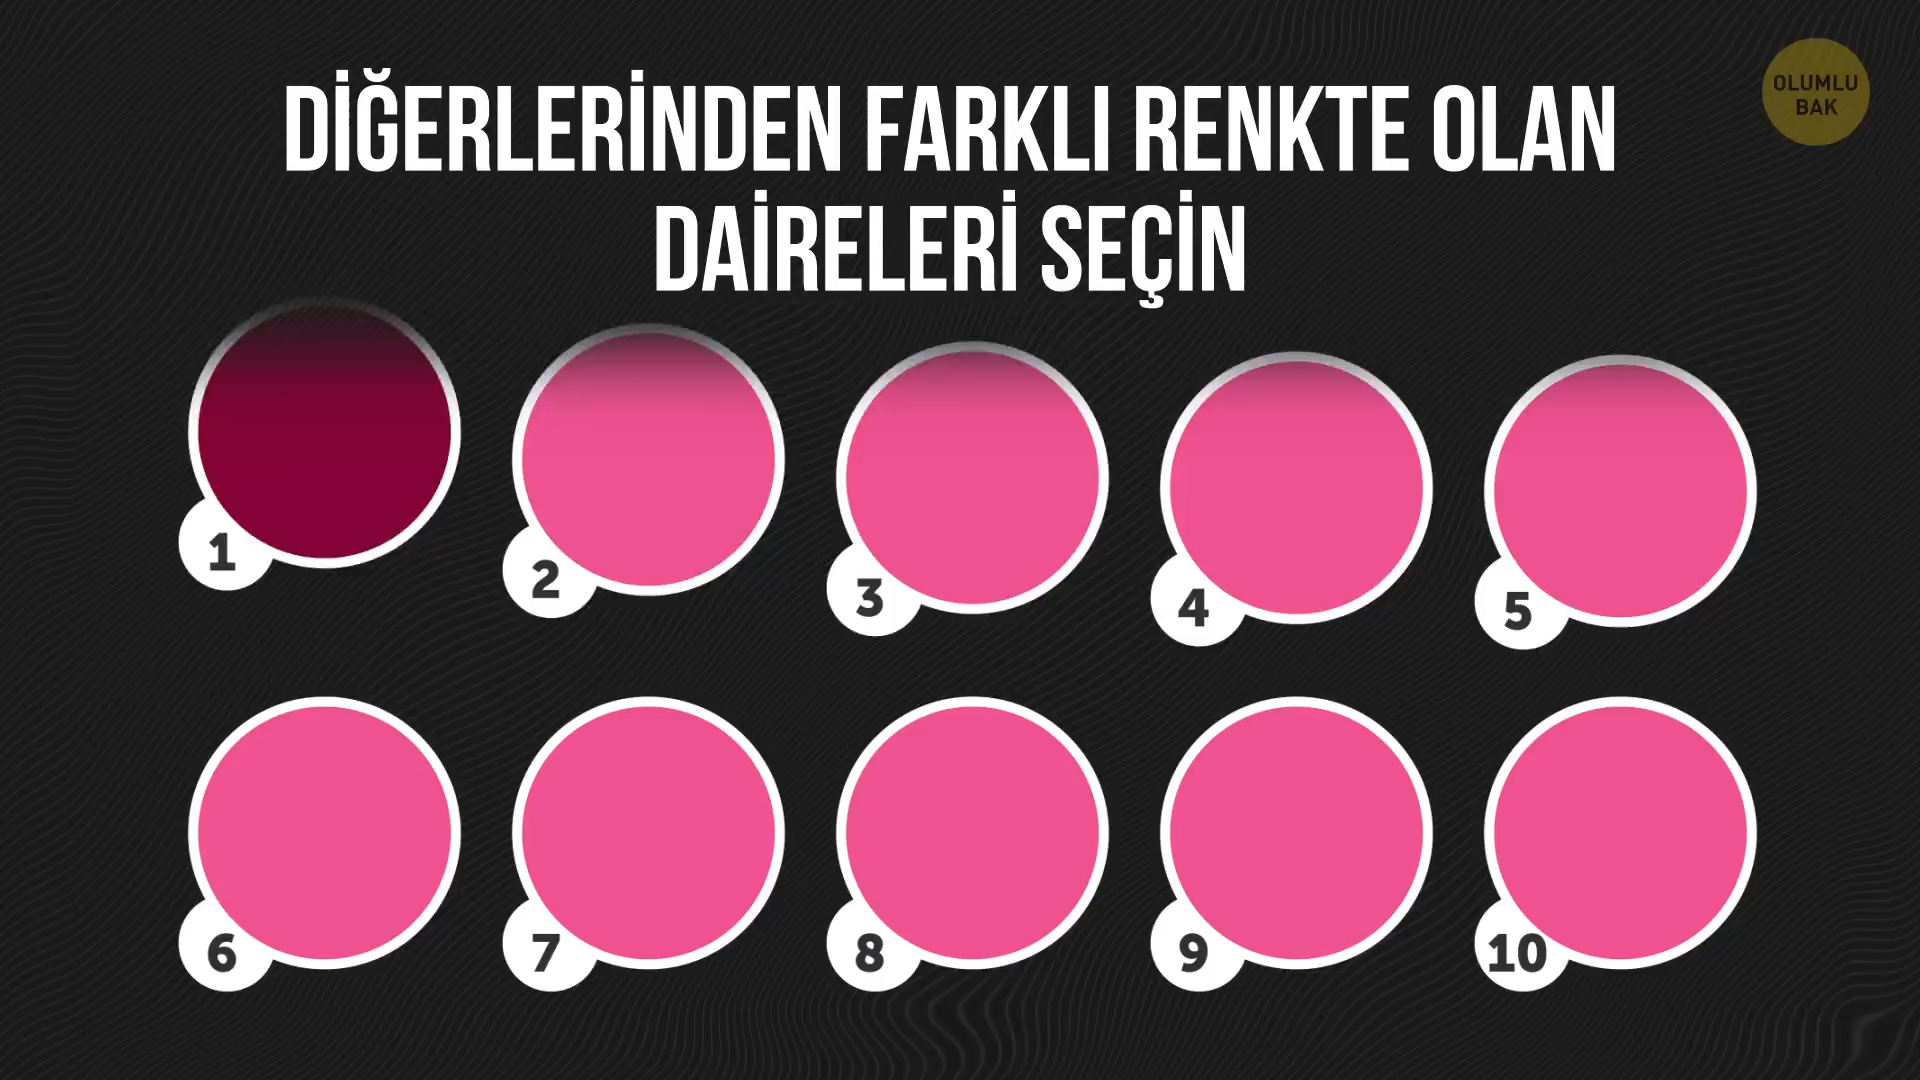 OLUMLU
BAK
DİĞERLERİNDEN FARKLI RENKTE OLAN
DAİRELERİ SEÇİN
1
2
3
4
5
6
7
8
9
10